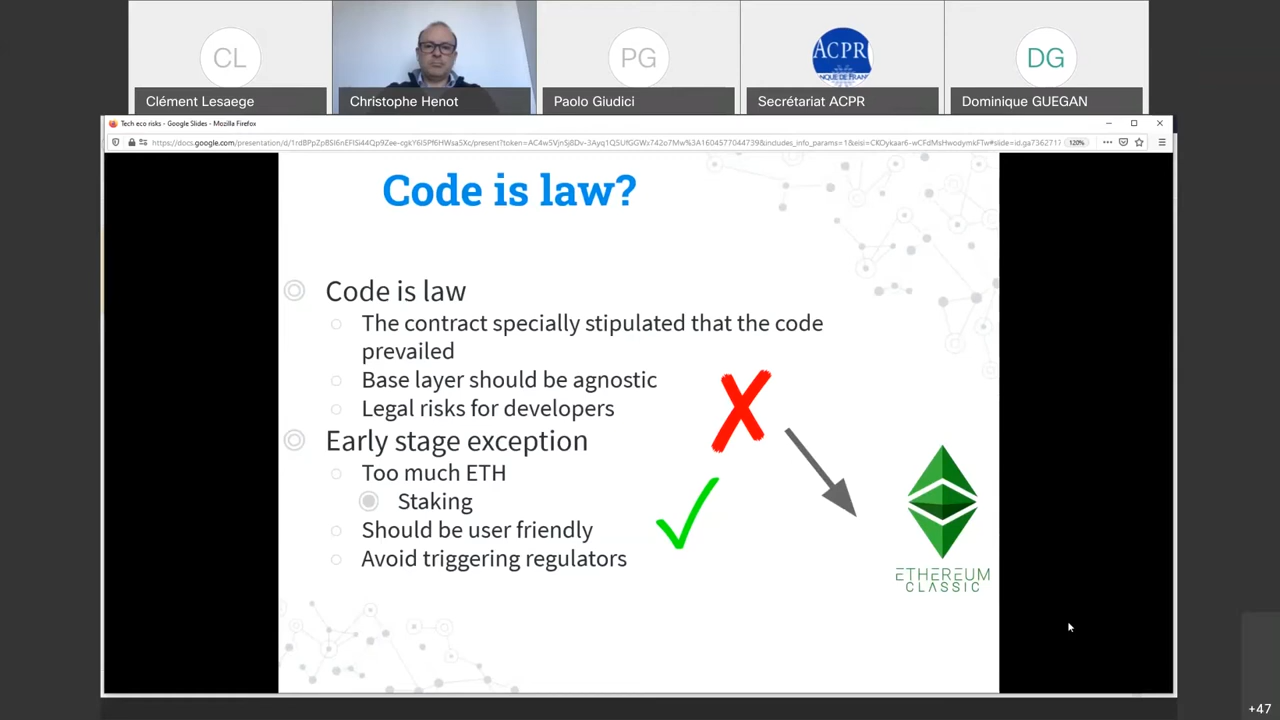 CL
PG
ACPR
DG
Clément Lesaege
Christophe Henot
Paolo Giudici
Secrétariat ACPR
Dominique GUEGAN
Tech eco risks - Google Slides - Mozilla Firefox
120%
Code is law?
Code is law
The contract specially stipulated that the code
prevailed
Base layer should be agnostic
Legal risks for developers
Early stage exception
Too much ETH
Staking
Should be user friendly
Avoid triggering regulators
ETHEREUM
CLASSIC
+47